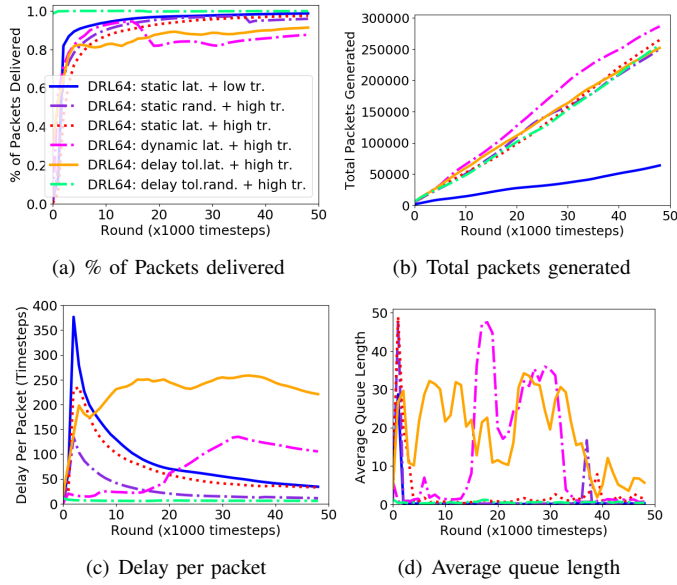 % of Packets Delivered
1.0
0.8
0.6
0.4
0.2
0.0
DRL64: static lat. + low tr.
DRL64: static rand. + high tr.
DRL64: static lat. + high tr.
DRL64: dynamic lat. + high tr.
DRL64: delay tol.lat. + high tr.
DRL64: delay tol.rand. + high tr.
0 10 20 30 40 50
Round (x1000 timesteps)
(a) % of Packets delivered
Total Packets Generated
300000
250000
200000
150000
100000
50000
0
0 10 20 30 40 50
Round (x1000 timesteps)
(b) Total packets generated
Delay Per Packet (Timesteps)
400
350
300
250
200
150
100
50
0
0 10 20 30 40 50
Round (x1000 timesteps)
(c) Delay per packet
Average Queue Length
50
40
30
20
10
0
0 10 20 30 40 50
Round (x1000 timesteps)
(d) Average queue length